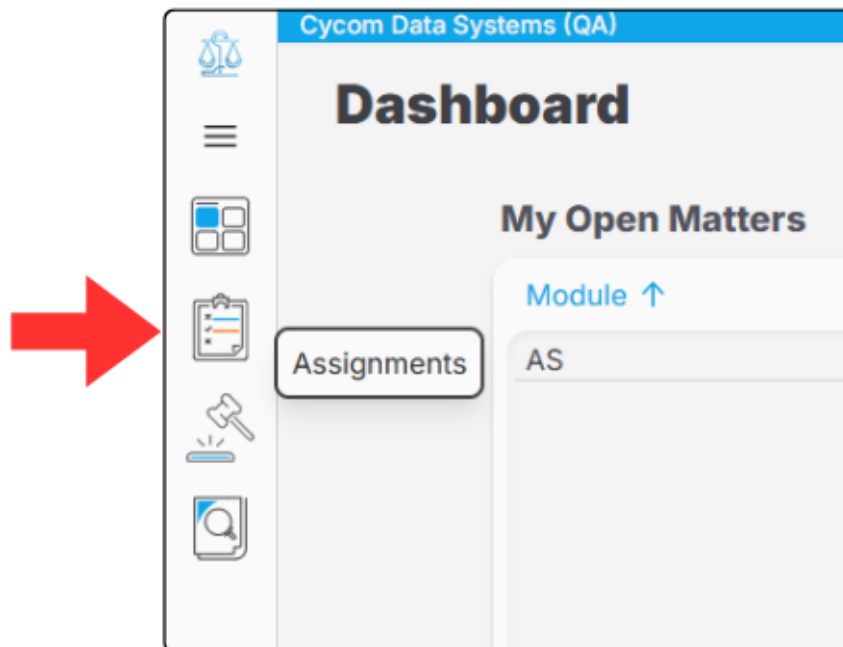 Cycom Data Systems (QA)
Dashboard
My Open Matters
Module ↑
Assignments
AS